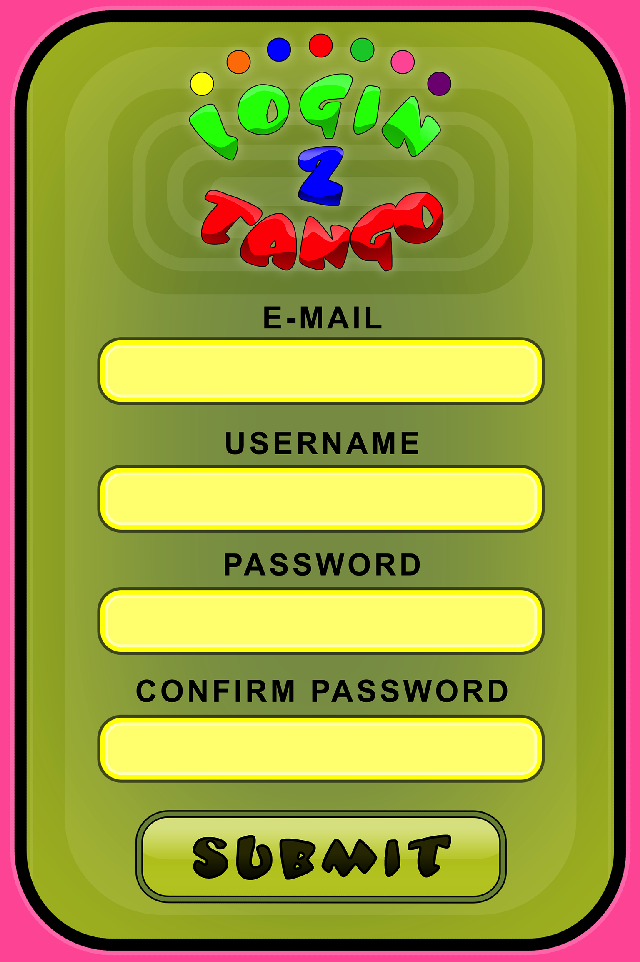 LOGIN
2
TANGO
E-MAIL
USERNAME
PASSWORD
CONFIRM PASSWORD
SUBMIT